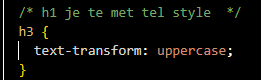 /* h1 je te met tel style  */
h3 {
  text-transform: uppercase;
}